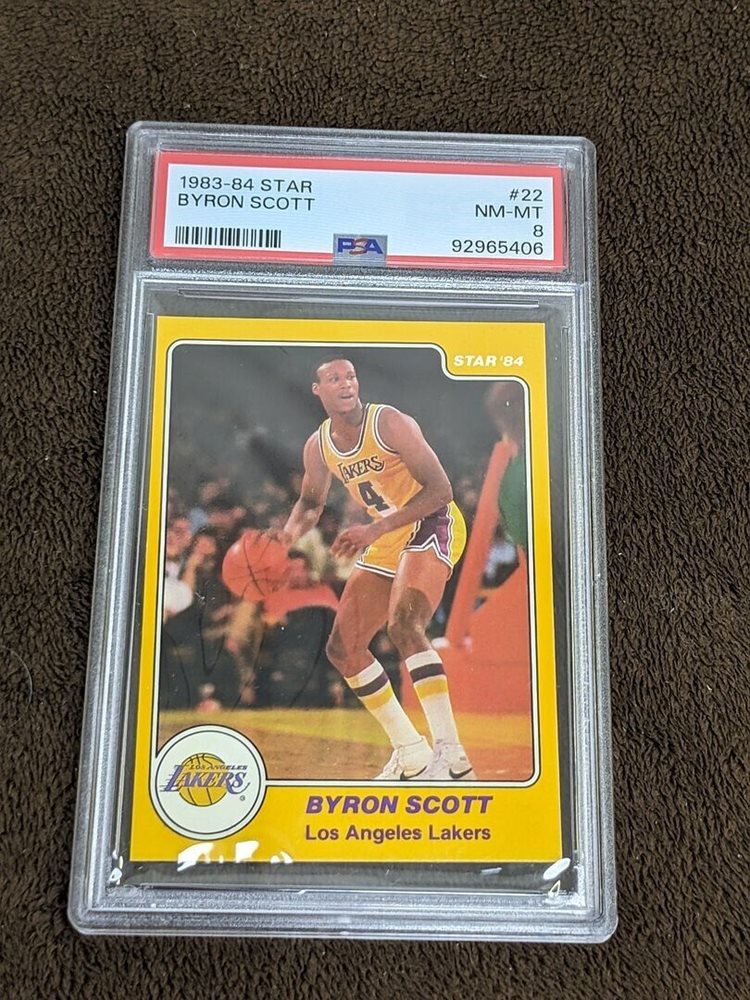 1983-84 STAR
BYRON SCOTT
#22
NM-MT
8
92965406
PSA
STAR '84
LAKERS
4
LOS ANGELES
LAKERS
®
BYRON SCOTT
Los Angeles Lakers